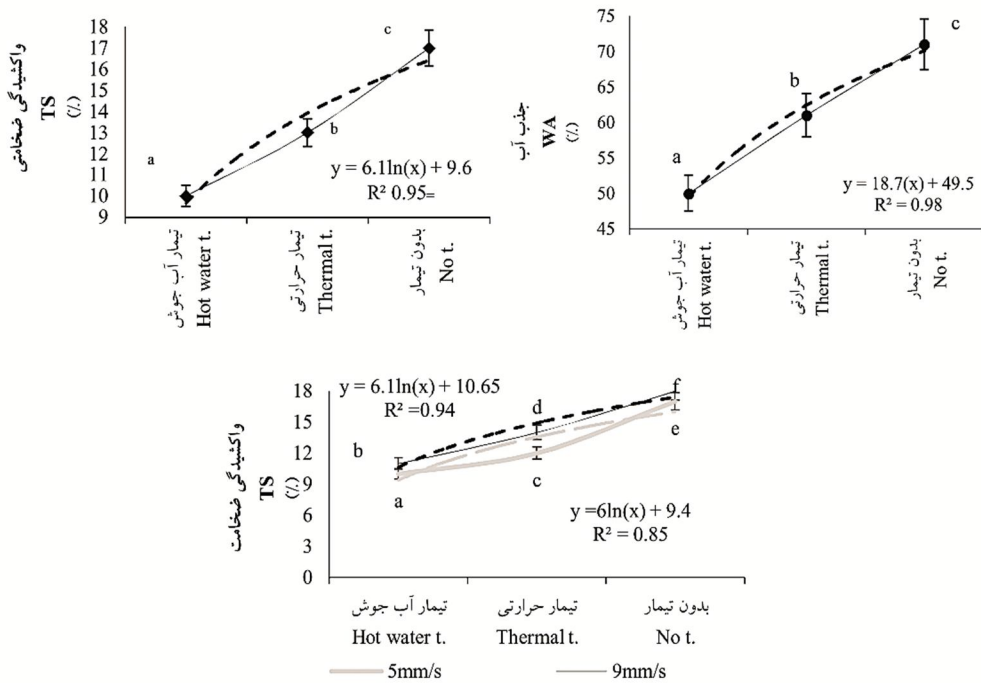 واکشیدگی ضخامتی
TS
(٪)
18
17
16
15
14
13
12
11
10
9
a
b
c
y = 6.1ln(x) + 9.6
R² 0.95=
تیمار آب جوش
Hot water t.
تیمار حرارتی
Thermal t.
بدون تیمار
No t.
جذب آب
WA
(٪)
75
70
65
60
55
50
45
a
b
c
y = 18.7(x) + 49.5
R² = 0.98
تیمار آب جوش
Hot water t.
تیمار حرارتی
Thermal t.
بدون تیمار
No t.
واکشیدگی ضخامت
TS
(٪)
18
15
12
9
6
3
0
y = 6.1ln(x) + 10.65
R² =0.94
b
a
d
c
f
e
y =6ln(x) + 9.4
R² = 0.85
تیمار آب جوش
Hot water t.
تیمار حرارتی
Thermal t.
بدون تیمار
No t.
5mm/s
9mm/s